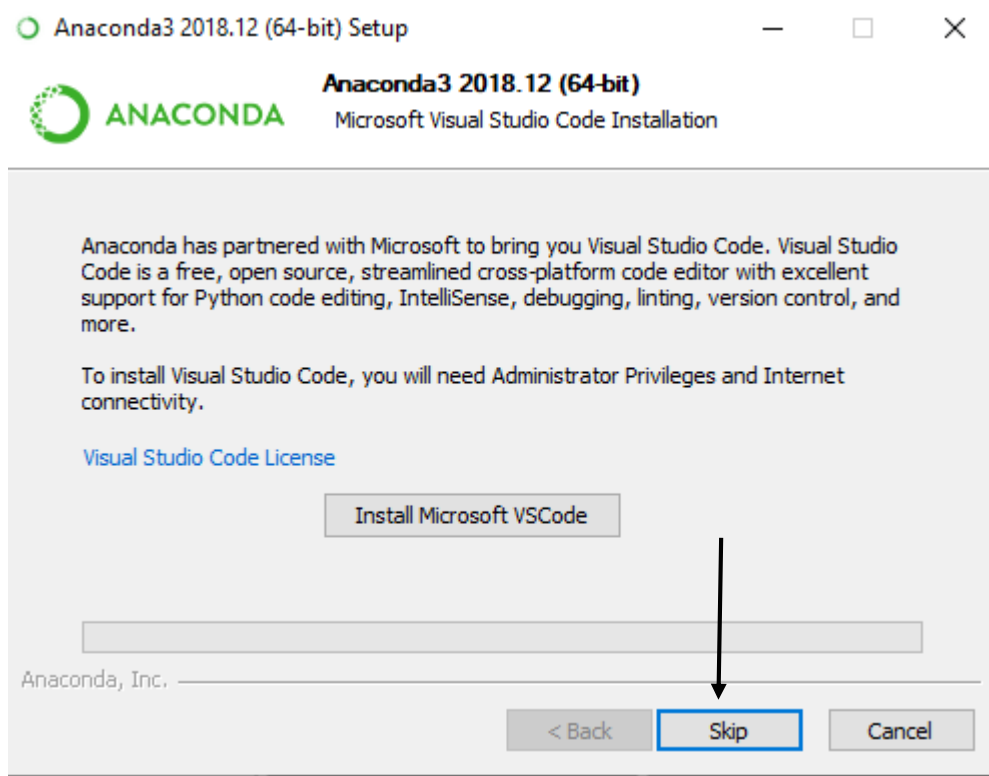 Anaconda3 2018.12 (64-bit) Setup
ANACONDA
Anaconda3 2018.12 (64-bit)
Microsoft Visual Studio Code Installation
Anaconda has partnered with Microsoft to bring you Visual Studio Code. Visual Studio
Code is a free, open source, streamlined cross-platform code editor with excellent
support for Python code editing, IntelliSense, debugging, linting, version control, and
more.
To install Visual Studio Code, you will need Administrator Privileges and Internet
connectivity.
Visual Studio Code License
Install Microsoft VSCode
Anaconda, Inc.
< Back
Skip
Cancel